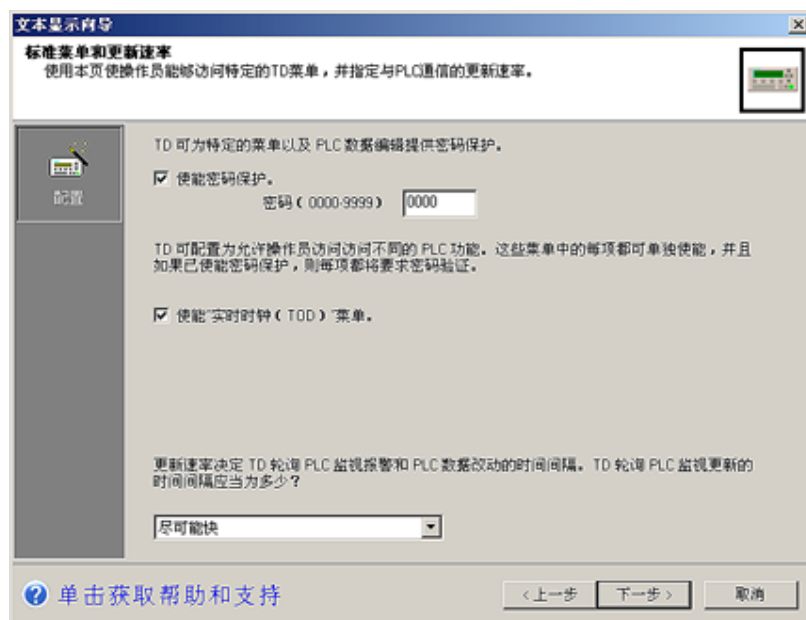 文本显示向导
标准菜单和更新速率
使用本页使操作员能够访问特定的TD菜单，并指定与PLC通信的更新速率。
配置
TD 可为特定的菜单以及 PLC 数据编辑提供密码保护。
使能密码保护。
密码（0000-9999） 0000
TD 可配置为允许操作员访问访问不同的 PLC 功能。这些菜单中的每项都可单独使能，并且
如果已使能密码保护，则每项都将要求密码验证。
使能"实时时钟（TOD）"菜单。
更新速率决定 TD 轮询 PLC 监视报警和 PLC 数据改动的时间间隔。TD 轮询 PLC 监视更新的
时间间隔应当为多少？
尽可能快
单击获取帮助和支持
<上一步 下一步> 取消